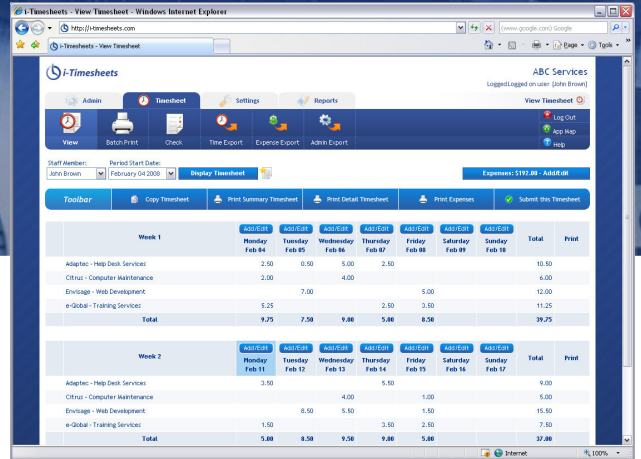 i-Timesheets - View Timesheet - Windows Internet Explorer
http://i-timesheets.com
(www.google.com) Google
i-Timesheets - View Timesheet
Page Tools
i-Timesheets
ABC Services
LoggedLogged on user (John Brown)
Admin Timesheet Settings Reports
View Timesheet
View Batch Print Check Time Export Expense Export Admin Export
Log Out
App Map
Help
Staff Member: Period Start Date:
John Brown February 04 2008 Display Timesheet
Expenses: $192.00 - Add/Edit
Toolbar Copy Timesheet Print Summary Timesheet Print Detail Timesheet Print Expenses Submit this Timesheet
Add/Edit Add/Edit Add/Edit Add/Edit Add/Edit Add/Edit Add/Edit
Week 1 Monday Tuesday Wednesday Thursday Friday Saturday Sunday Total Print
Feb 04 Feb 05 Feb 06 Feb 07 Feb 08 Feb 09 Feb 10
Adaptec - Help Desk Services 2.50 0.50 5.00 2.50 10.50
Citrus - Computer Maintenance 2.00 4.00 6.00
Envisage - Web Development 7.00 5.00 12.00
e-Global - Training Services 5.25 2.50 3.50 11.25
Total 9.75 7.50 9.00 5.00 8.50 39.75
Add/Edit Add/Edit Add/Edit Add/Edit Add/Edit Add/Edit Add/Edit
Week 2 Monday Tuesday Wednesday Thursday Friday Saturday Sunday Total Print
Feb 11 Feb 12 Feb 13 Feb 14 Feb 15 Feb 16 Feb 17
Adaptec - Help Desk Services 3.50 5.50 9.00
Citrus - Computer Maintenance 4.00 1.00 5.00
Envisage - Web Development 8.50 5.50 1.50 15.50
e-Global - Training Services 1.50 3.50 2.50 7.50
Total 5.00 8.50 9.50 9.00 5.00 37.00
Internet 100%